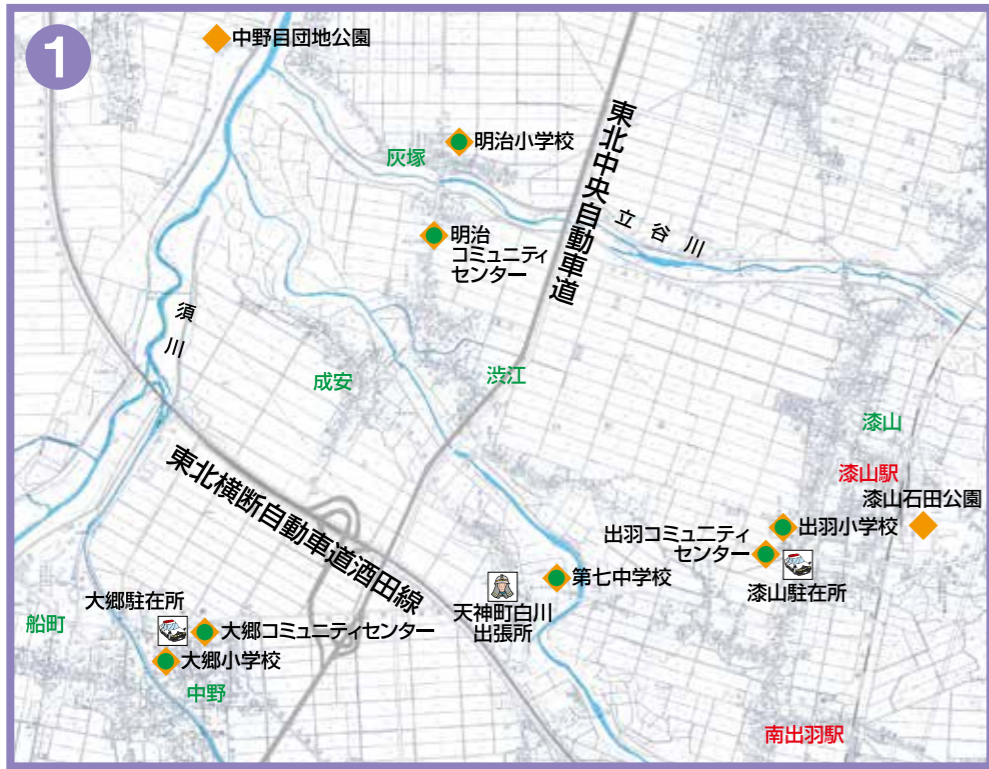 1
中野目団地公園
明治小学校
灰塚
東北中央自動車道
立谷川
明治
コミュニティ
センター
須川
成安
渋江
漆山
漆山駅
漆山石田公園
東北横断自動車道酒田線
出羽小学校
出羽コミュニティ
センター
漆山駐在所
第七中学校
天神町白川
出張所
大郷駐在所
船町
大郷コミュニティセンター
大郷小学校
中野
南出羽駅